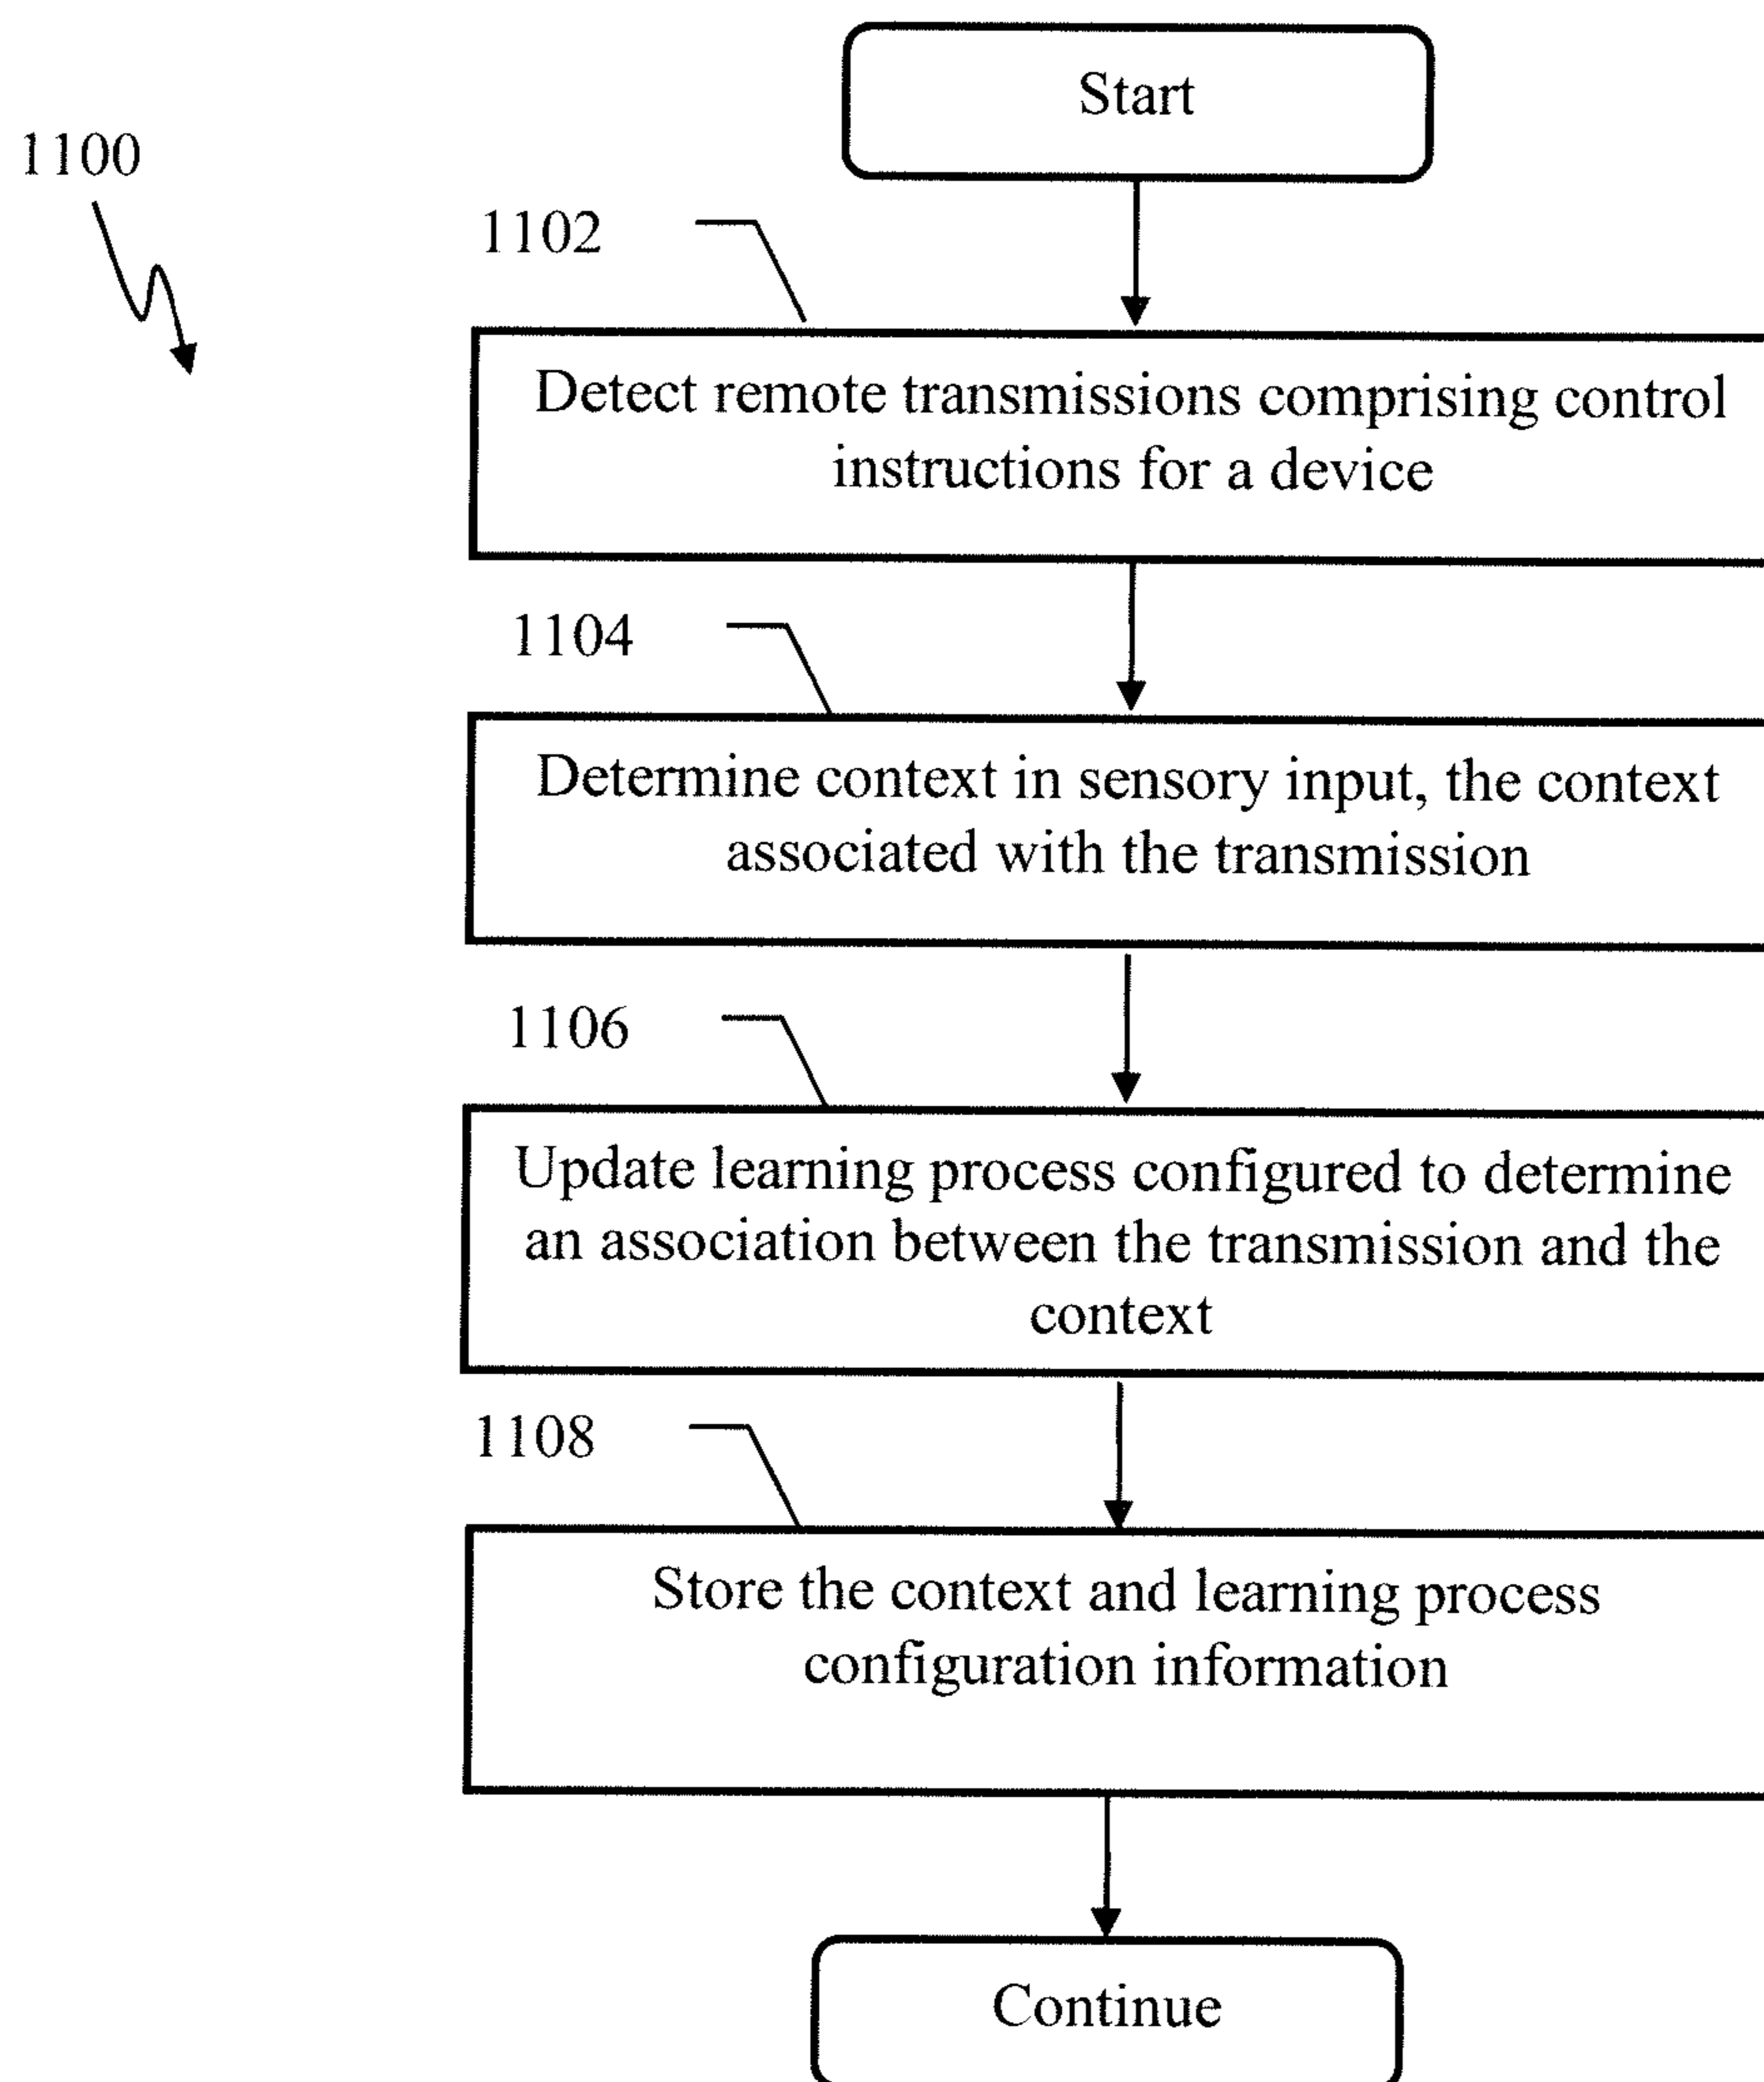 Start
1100
1102
Detect remote transmissions comprising control
instructions for a device
1104
Determine context in sensory input, the context
associated with the transmission
1106
Update learning process configured to determine
an association between the transmission and the
context
1108
Store the context and learning process
configuration information
Continue